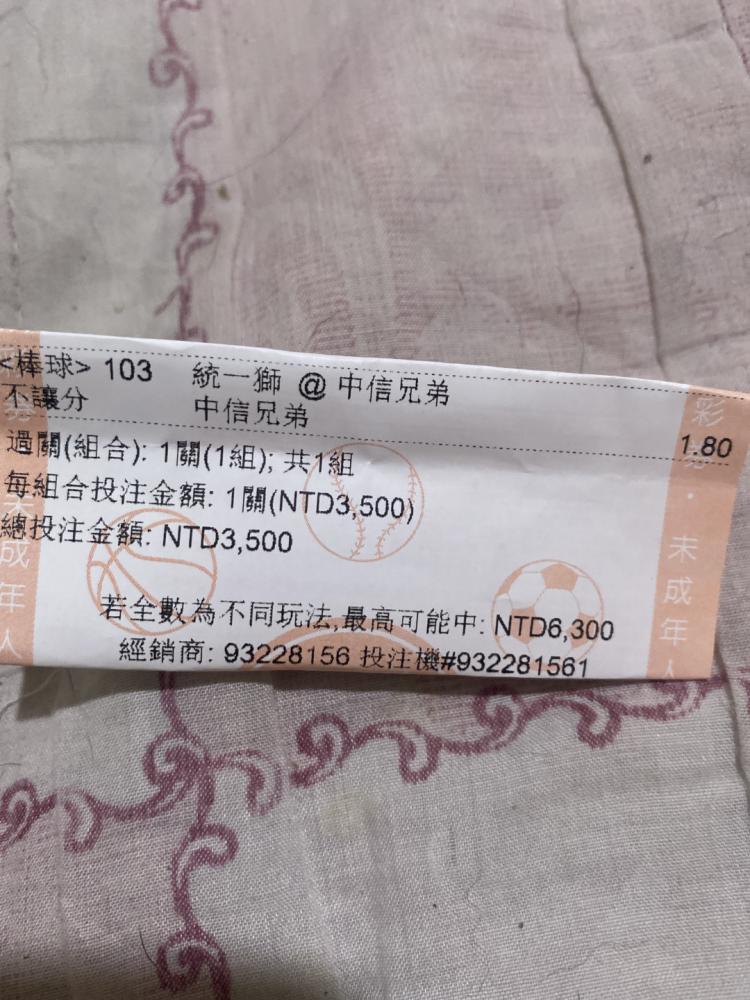 <棒球> 103 統一獅 @ 中信兄弟
不讓分 中信兄弟 1.80
過關(組合): 1關(1組); 共1組
每組合投注金額: 1關(NTD3,500)
總投注金額: NTD3,500
若全數為不同玩法,最高可能中: NTD6,300
經銷商: 93228156 投注機#932281561
未成年人
彩券・未成年人